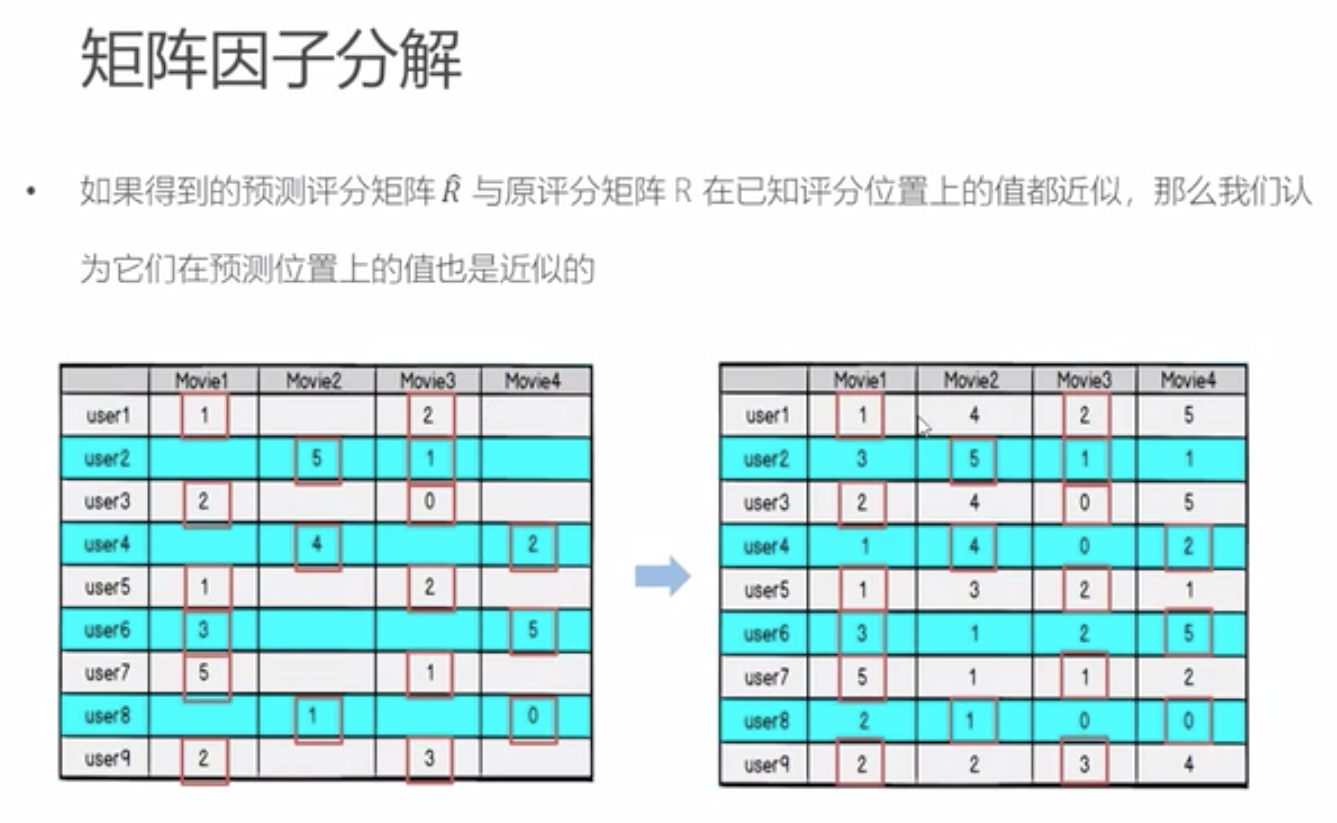 矩阵因子分解
• 如果得到的预测评分矩阵 R̂ 与原评分矩阵 R 在已知评分位置上的值都近似，那么我们认
为它们在预测位置上的值也是近似的
Movie1 Movie2 Movie3 Movie4
user1 1 2
user2 5 1
user3 2 0
user4 4 2
user5 1 2
user6 3 5
user7 5 1
user8 1 0
user9 2 3
Movie1 Movie2 Movie3 Movie4
user1 1 4 2 5
user2 3 5 1 1
user3 2 4 0 5
user4 1 4 0 2
user5 1 3 2 1
user6 3 1 2 5
user7 5 1 1 2
user8 2 1 0 0
user9 2 2 3 4